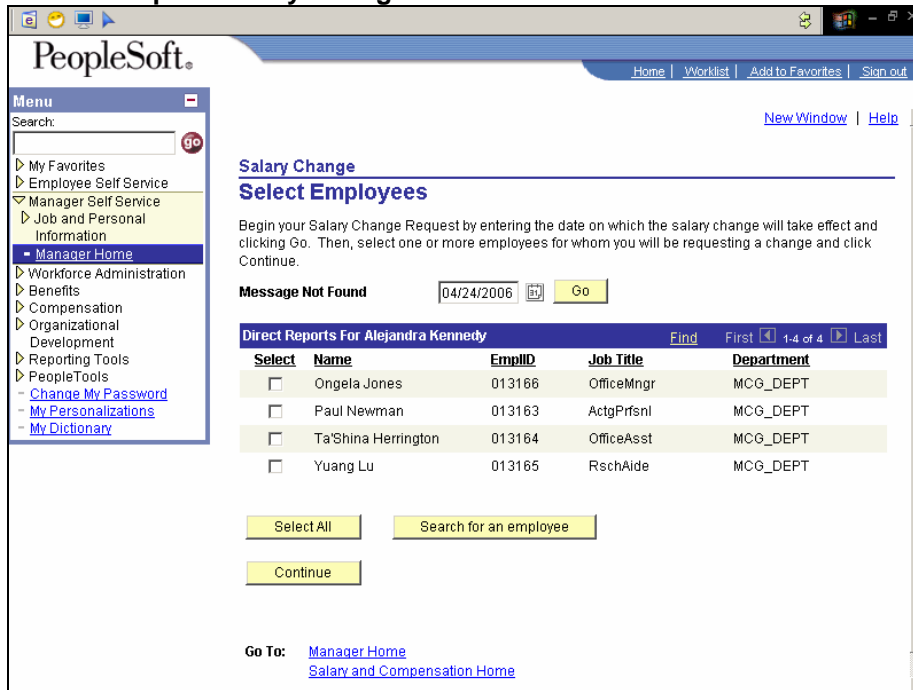 PeopleSoft®
Home | Worklist | Add to Favorites | Sign out
Menu
Search:
go
My Favorites
Employee Self Service
Manager Self Service
Job and Personal
Information
- Manager Home
Workforce Administration
Benefits
Compensation
Organizational
Development
Reporting Tools
PeopleTools
- Change My Password
- My Personalizations
- My Dictionary
New Window | Help
Salary Change
Select Employees
Begin your Salary Change Request by entering the date on which the salary change will take effect and
clicking Go. Then, select one or more employees for whom you will be requesting a change and click
Continue.
Message Not Found 04/24/2006 31 Go
Direct Reports For Alejandra Kennedy Find First 1-4 of 4 Last
Select Name EmplID Job Title Department
Ongela Jones 013166 OfficeMngr MCG_DEPT
Paul Newman 013163 ActgPrfsnl MCG_DEPT
Ta'Shina Herrington 013164 OfficeAsst MCG_DEPT
Yuang Lu 013165 RschAide MCG_DEPT
Select All Search for an employee
Continue
Go To: Manager Home
Salary and Compensation Home